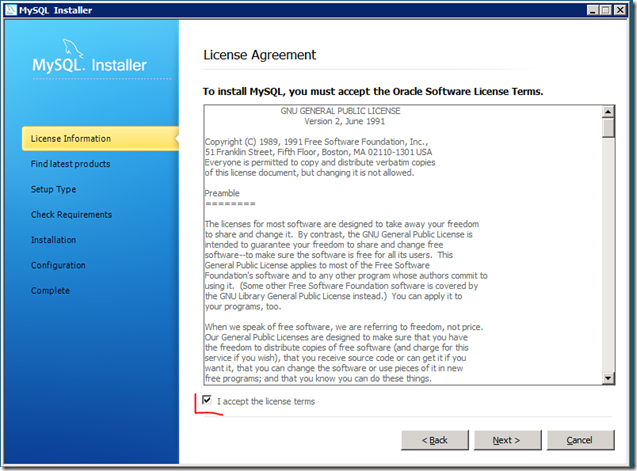 MySQL Installer
MySQL. Installer
License Information
Find latest products
Setup Type
Check Requirements
Installation
Configuration
Complete
License Agreement
To install MySQL, you must accept the Oracle Software License Terms.
GNU GENERAL PUBLIC LICENSE
Version 2, June 1991
Copyright (C) 1989, 1991 Free Software Foundation, Inc.,
51 Franklin Street, Fifth Floor, Boston, MA 02110-1301 USA
Everyone is permitted to copy and distribute verbatim copies
of this license document, but changing it is not allowed.
Preamble
========
The licenses for most software are designed to take away your freedom
to share and change it.  By contrast, the GNU General Public License is
intended to guarantee your freedom to share and change free
software--to make sure the software is free for all its users.  This
General Public License applies to most of the Free Software
Foundation's software and to any other program whose authors commit to
using it.  (Some other Free Software Foundation software is covered by
the GNU Library General Public License instead.)  You can apply it to
your programs, too.
When we speak of free software, we are referring to freedom, not price.
Our General Public Licenses are designed to make sure that you have
the freedom to distribute copies of free software (and charge for this
service if you wish), that you receive source code or can get it if you
want it, that you can change the software or use pieces of it in new
free programs; and that you know you can do these things.
I accept the license terms
< Back
Next >
Cancel